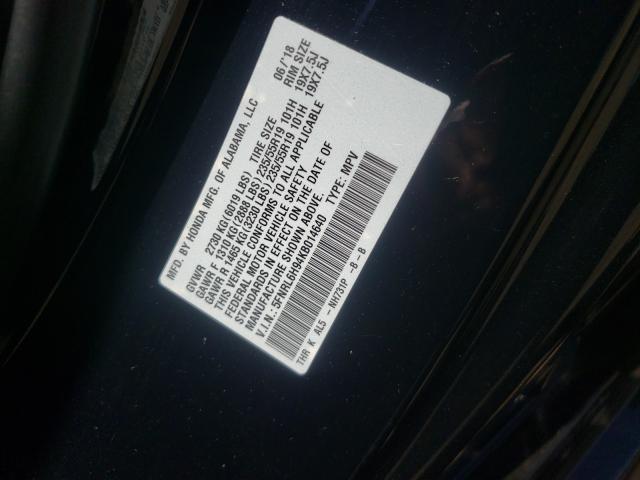 MFD. BY HONDA MFG. OF ALABAMA, LLC 06/'18
GVWR 2730 KG(6019 LBS) TIRE SIZE RIM SIZE
GAWR F 1310 KG(2888 LBS)235/55R19 101H 19X7.5J
GAWR R 1465 KG(3230 LBS)235/55R19 101H 19X7.5J
THIS VEHICLE CONFORMS TO ALL APPLICABLE
FEDERAL MOTOR VEHICLE SAFETY
STANDARDS IN EFFECT ON THE DATE OF
MANUFACTURE SHOWN ABOVE.
V.I.N.: 5FNRL6H94KB014640 TYPE: MPV
THR K AL5 - NH731P - B - B